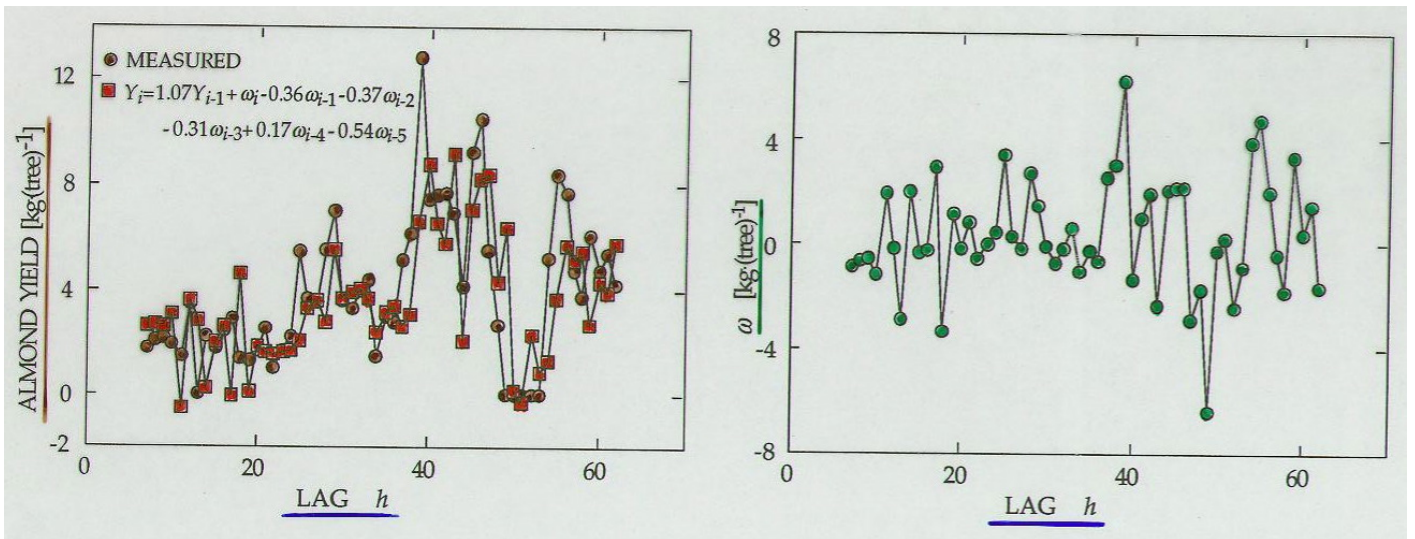 MEASURED
Yᵢ=1.07Yᵢ₋₁+ωᵢ-0.36ωᵢ₋₁-0.37ωᵢ₋₂
-0.31ωᵢ₋₃+0.17ωᵢ₋₄-0.54ωᵢ₋₅
ALMOND YIELD [kg·(tree)⁻¹]
12
8
4
0
-2
0
20
40
60
LAG h
ω [kg·(tree)⁻¹]
8
4
0
-4
-8
0
20
40
60
LAG h